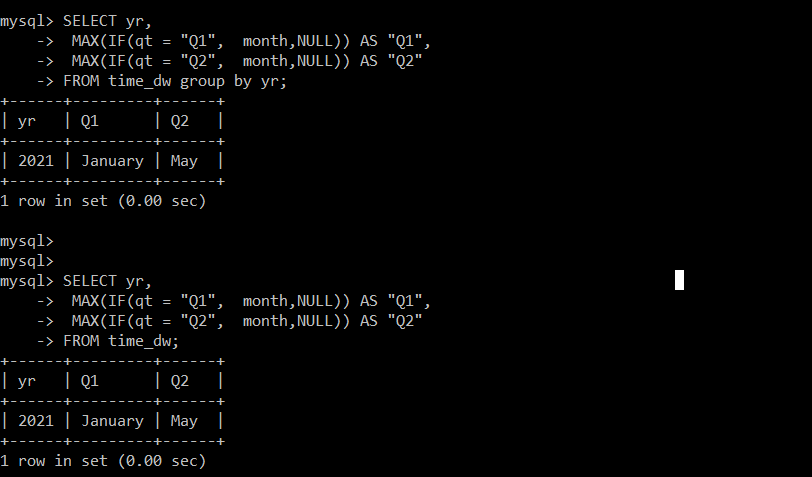 mysql> SELECT yr,
    ->  MAX(IF(qt = "Q1",  month,NULL)) AS "Q1",
    ->  MAX(IF(qt = "Q2",  month,NULL)) AS "Q2"
    -> FROM time_dw group by yr;
+------+---------+------+
| yr   | Q1      | Q2   |
+------+---------+------+
| 2021 | January | May  |
+------+---------+------+
1 row in set (0.00 sec)

mysql>
mysql>
mysql> SELECT yr,
    ->  MAX(IF(qt = "Q1",  month,NULL)) AS "Q1",
    ->  MAX(IF(qt = "Q2",  month,NULL)) AS "Q2"
    -> FROM time_dw;
+------+---------+------+
| yr   | Q1      | Q2   |
+------+---------+------+
| 2021 | January | May  |
+------+---------+------+
1 row in set (0.00 sec)